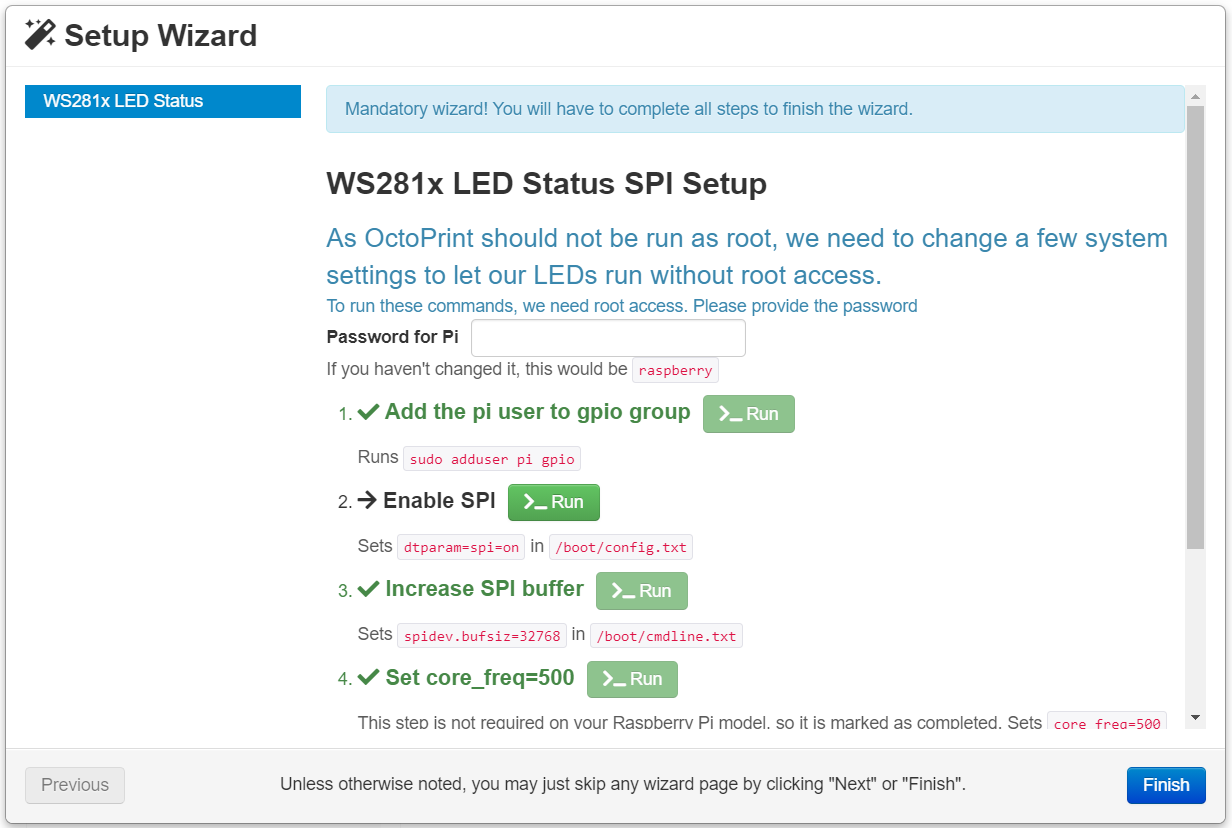 Setup Wizard
WS281x LED Status
Mandatory wizard! You will have to complete all steps to finish the wizard.
WS281x LED Status SPI Setup
As OctoPrint should not be run as root, we need to change a few system
settings to let our LEDs run without root access.
To run these commands, we need root access. Please provide the password
Password for Pi
If you haven't changed it, this would be raspberry
1. Add the pi user to gpio group Run
Runs sudo adduser pi gpio
2. Enable SPI Run
Sets dtparam=spi=on in /boot/config.txt
3. Increase SPI buffer Run
Sets spidev.bufsiz=32768 in /boot/cmdline.txt
4. Set core_freq=500 Run
This step is not required on your Raspberry Pi model, so it is marked as completed. Sets core_freq=500
Previous
Unless otherwise noted, you may just skip any wizard page by clicking "Next" or "Finish".
Finish